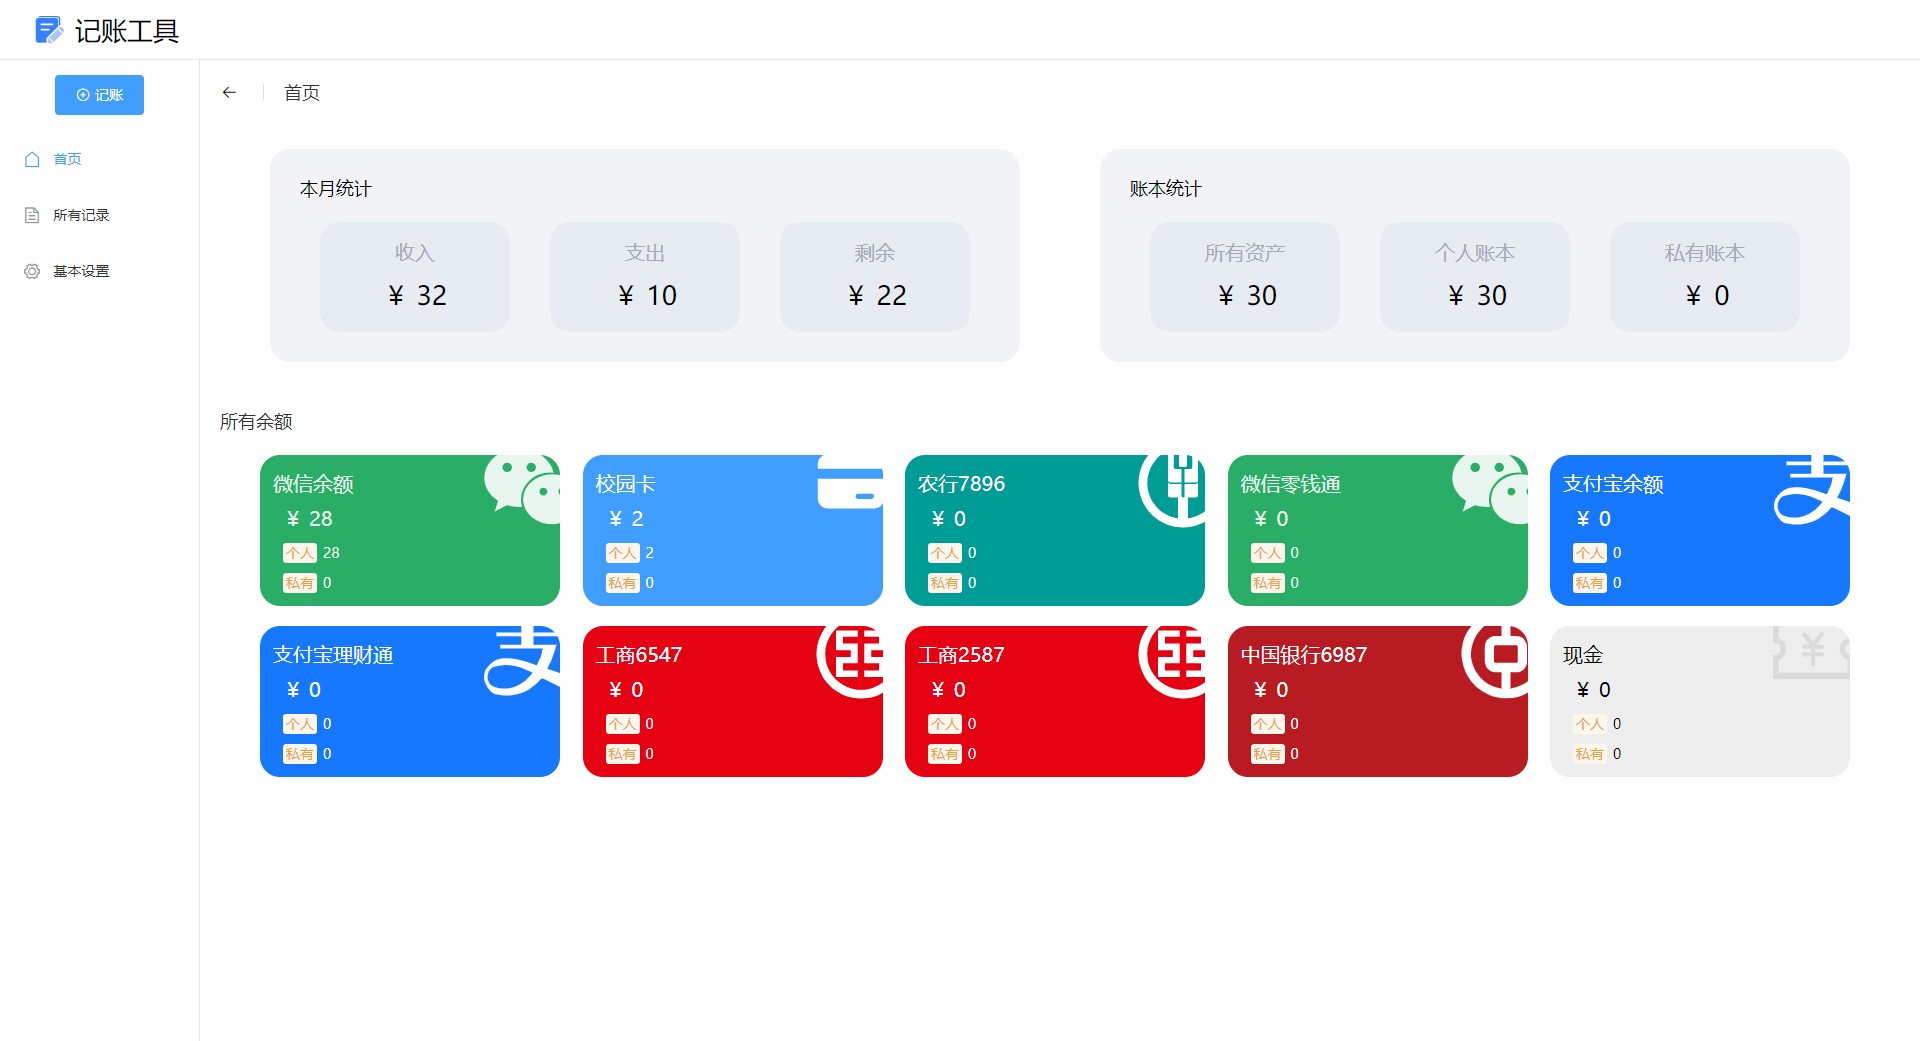 记账工具
记账
首页
所有记录
基本设置
首页
本月统计
收入
¥ 32
支出
¥ 10
剩余
¥ 22
账本统计
所有资产
¥ 30
个人账本
¥ 30
私有账本
¥ 0
所有余额
微信余额
¥ 28
个人 28
私有 0
校园卡
¥ 2
个人 2
私有 0
农行7896
¥ 0
个人 0
私有 0
微信零钱通
¥ 0
个人 0
私有 0
支付宝余额
¥ 0
个人 0
私有 0
支付宝理财通
¥ 0
个人 0
私有 0
工商6547
¥ 0
个人 0
私有 0
工商2587
¥ 0
个人 0
私有 0
中国银行6987
¥ 0
个人 0
私有 0
现金
¥ 0
个人 0
私有 0